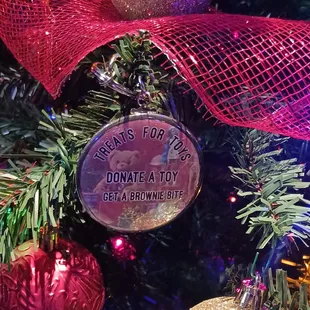 TREATS FOR TOYS
DONATE A TOY
GET A BROWNIE BITE